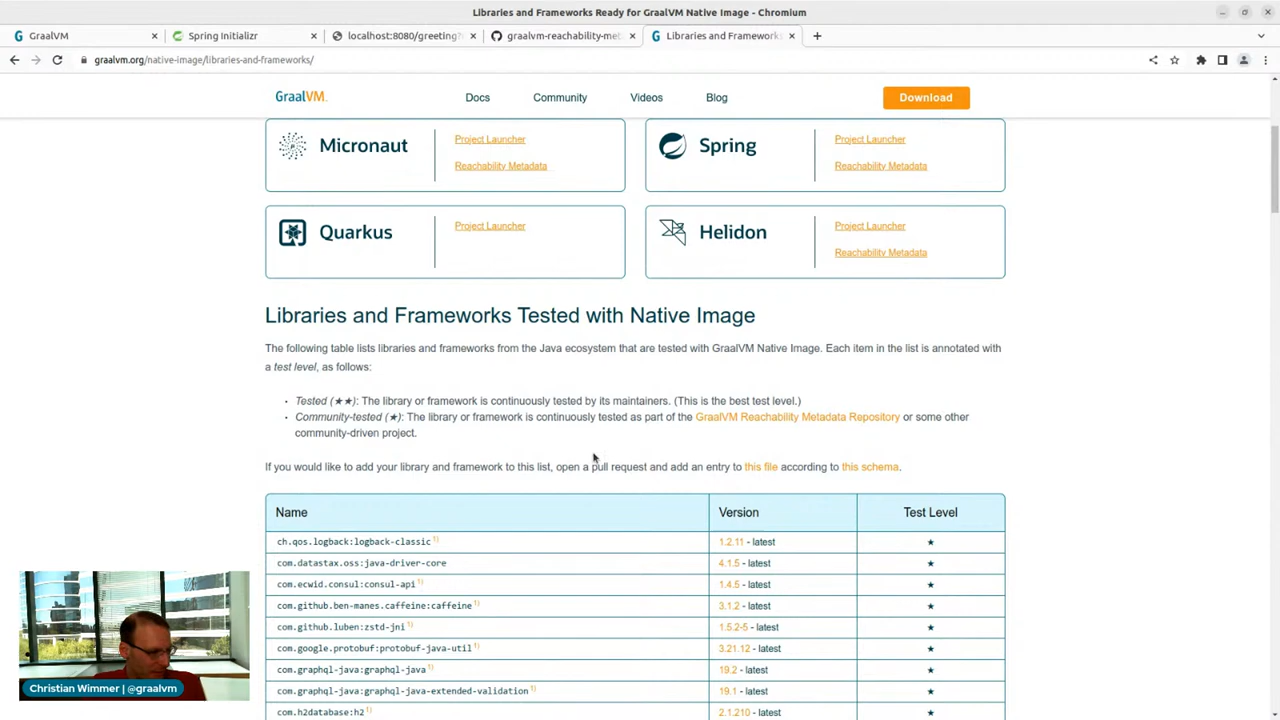 Libraries and Frameworks Ready for GraalVM Native Image - Chromium
GraalVM
Spring Initializr
localhost:8080/greeting?
graalvm-reachability-met
Libraries and Frameworks
graalvm.org/native-image/libraries-and-frameworks/
GraalVM.
Docs
Community
Videos
Blog
Download
Micronaut
Project Launcher
Reachability Metadata
Spring
Project Launcher
Reachability Metadata
Quarkus
Project Launcher
Helidon
Project Launcher
Reachability Metadata
Libraries and Frameworks Tested with Native Image
The following table lists libraries and frameworks from the Java ecosystem that are tested with GraalVM Native Image. Each item in the list is annotated with
a test level, as follows:
• Tested (★★): The library or framework is continuously tested by its maintainers. (This is the best test level.)
• Community-tested (★): The library or framework is continuously tested as part of the GraalVM Reachability Metadata Repository or some other
community-driven project.
If you would like to add your library and framework to this list, open a pull request and add an entry to this file according to this schema.
Name Version Test Level
ch.qos.logback:logback-classic 1) 1.2.11 - latest ★
com.datastax.oss:java-driver-core 4.1.5 - latest ★
com.ecwid.consul:consul-api 1) 1.4.5 - latest ★
com.github.ben-manes.caffeine:caffeine 1) 3.1.2 - latest ★
com.github.luben:zstd-jni 1) 1.5.2-5 - latest ★
com.google.protobuf:protobuf-java-util 1) 3.21.12 - latest ★
com.graphql-java:graphql-java 1) 19.2 - latest ★
com.graphql-java:graphql-java-extended-validation 1) 19.1 - latest ★
com.h2database:h2 1) 2.1.210 - latest ★
Christian Wimmer | @graalvm